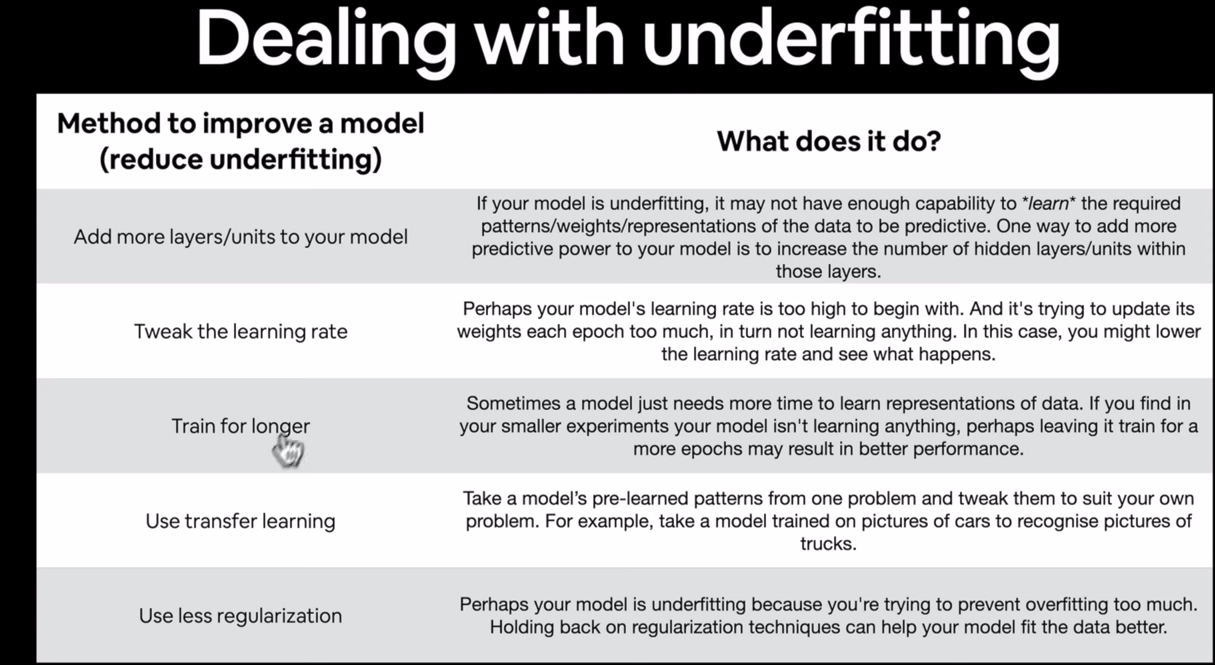 Dealing with underfitting
Method to improve a model
(reduce underfitting)
What does it do?
Add more layers/units to your model
If your model is underfitting, it may not have enough capability to *learn* the required
patterns/weights/representations of the data to be predictive. One way to add more
predictive power to your model is to increase the number of hidden layers/units within
those layers.
Tweak the learning rate
Perhaps your model's learning rate is too high to begin with. And it's trying to update its
weights each epoch too much, in turn not learning anything. In this case, you might lower
the learning rate and see what happens.
Train for longer
Sometimes a model just needs more time to learn representations of data. If you find in
your smaller experiments your model isn't learning anything, perhaps leaving it train for a
more epochs may result in better performance.
Use transfer learning
Take a model’s pre-learned patterns from one problem and tweak them to suit your own
problem. For example, take a model trained on pictures of cars to recognise pictures of
trucks.
Use less regularization
Perhaps your model is underfitting because you're trying to prevent overfitting too much.
Holding back on regularization techniques can help your model fit the data better.